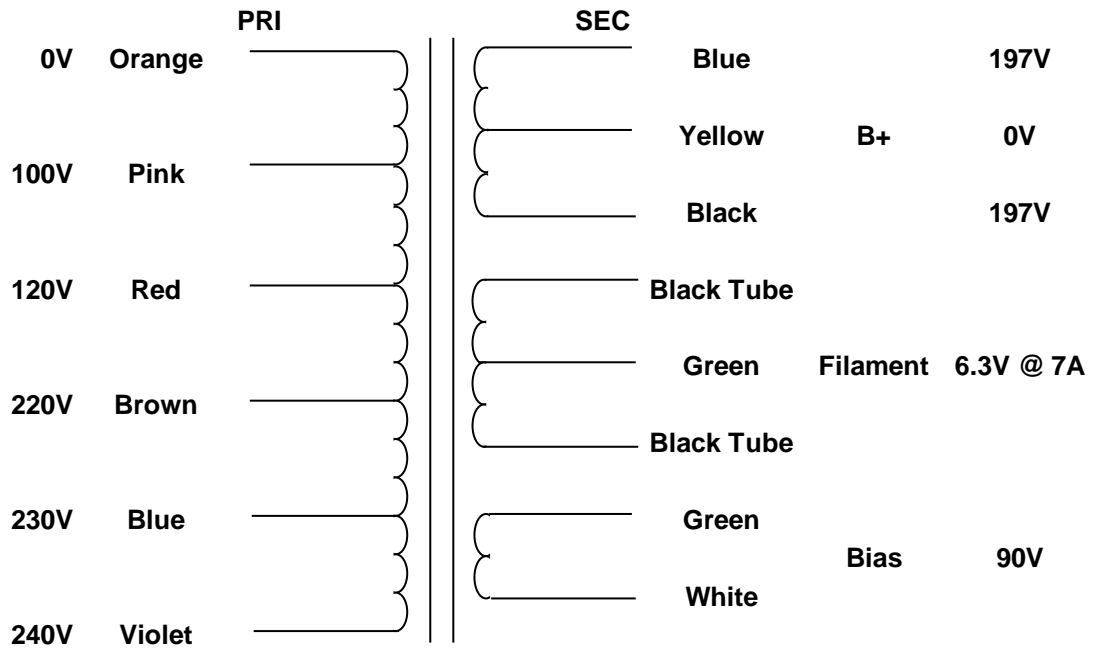 PRI SEC
0V Orange Blue 197V
Yellow B+ 0V
100V Pink
Black 197V
120V Red Black Tube
Green Filament 6.3V @ 7A
220V Brown
Black Tube
230V Blue Green
Bias 90V
White
240V Violet